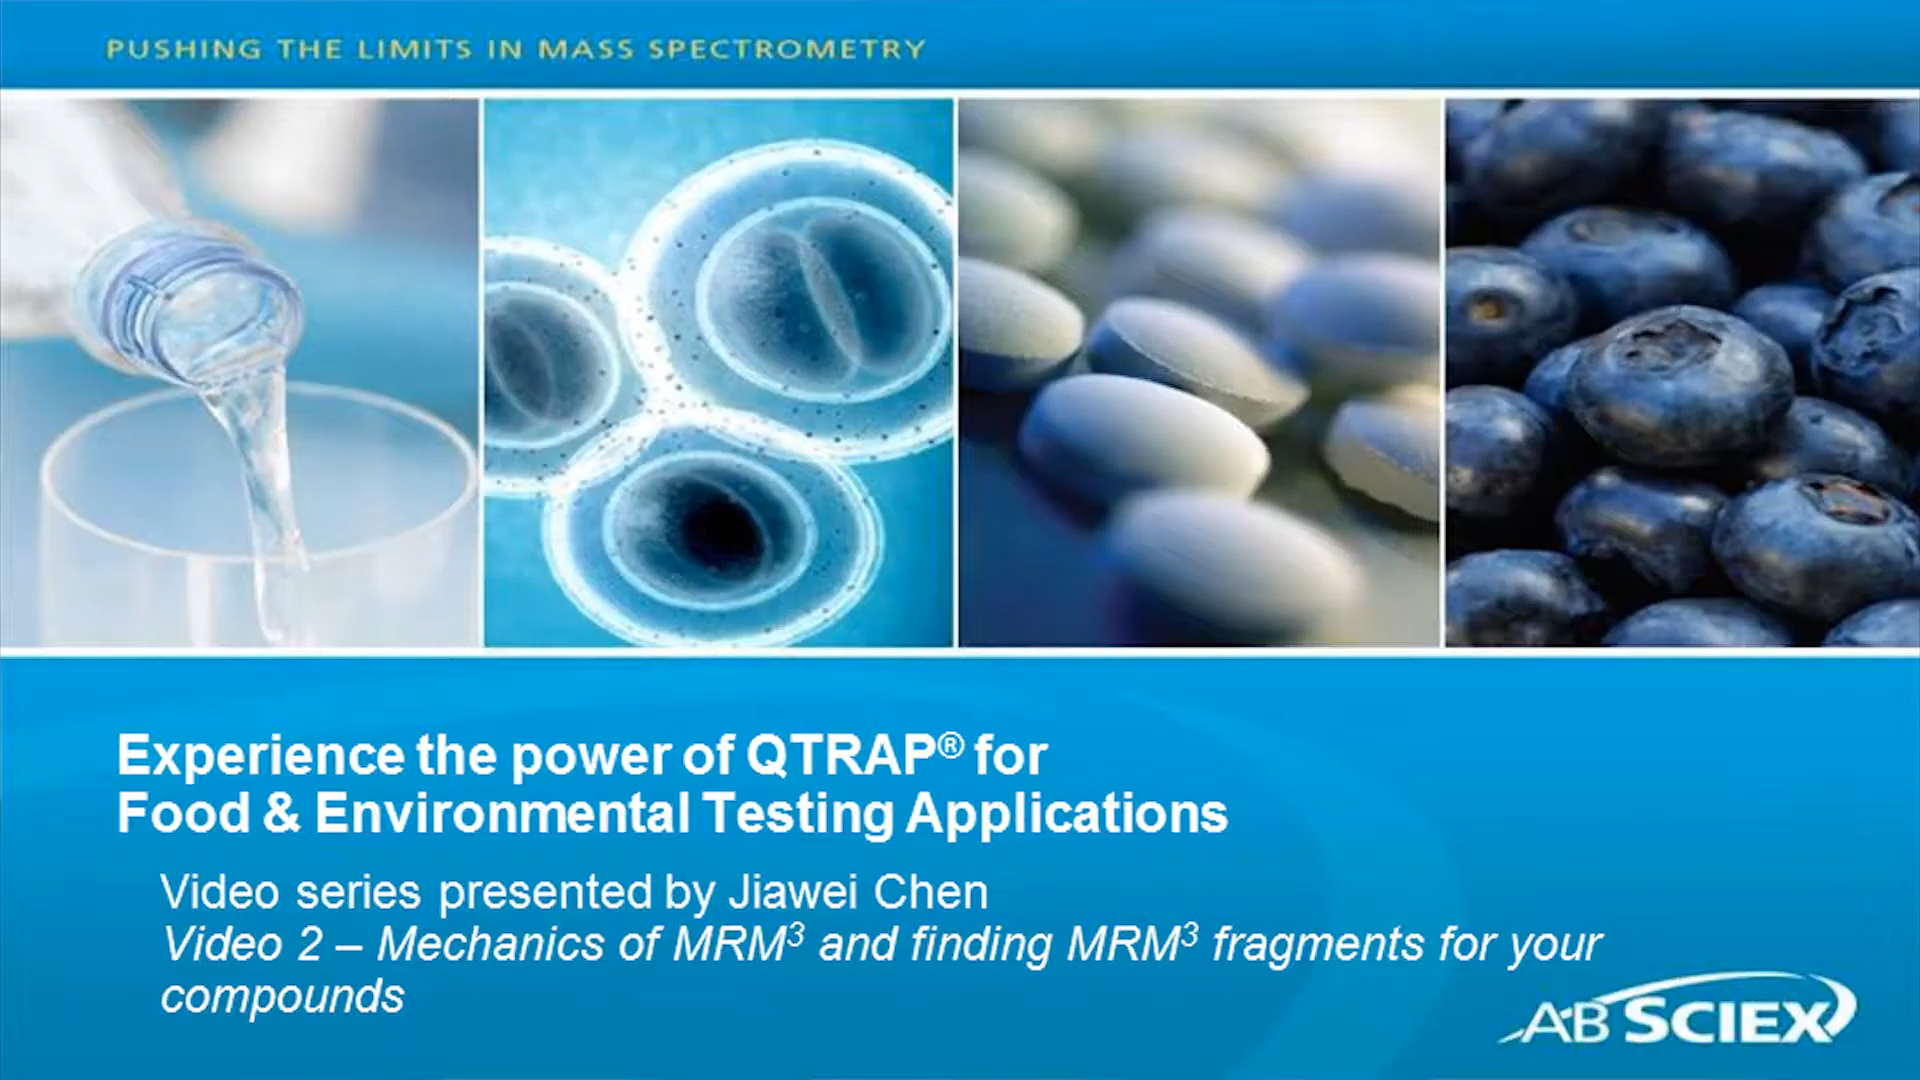 PUSHING THE LIMITS IN MASS SPECTROMETRY
Experience the power of QTRAP® for
Food & Environmental Testing Applications
Video series presented by Jiawei Chen
Video 2 – Mechanics of MRM³ and finding MRM³ fragments for your
compounds
AB SCIEX